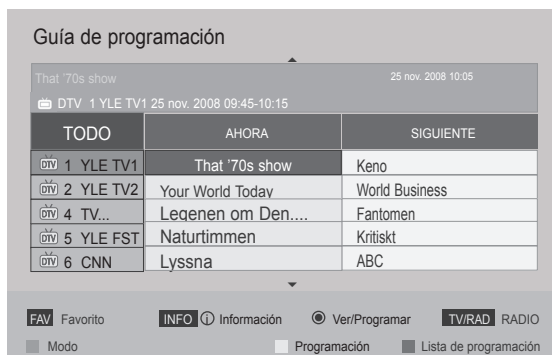 Guía de programación
That '70s show 25 nov. 2008 10:05
DTV 1 YLE TV1 25 nov. 2008 09:45-10:15
TODO AHORA SIGUIENTE
DTV 1 YLE TV1 That '70s show Keno
DTV 2 YLE TV2 Your World Today World Business
DTV 4 TV... Legenen om Den.... Fantomen
DTV 5 YLE FST Naturtimmen Kritiskt
DTV 6 CNN Lyssna ABC
FAV Favorito INFO i Información Ver/Programar TV/RAD RADIO
Modo Programación Lista de programación